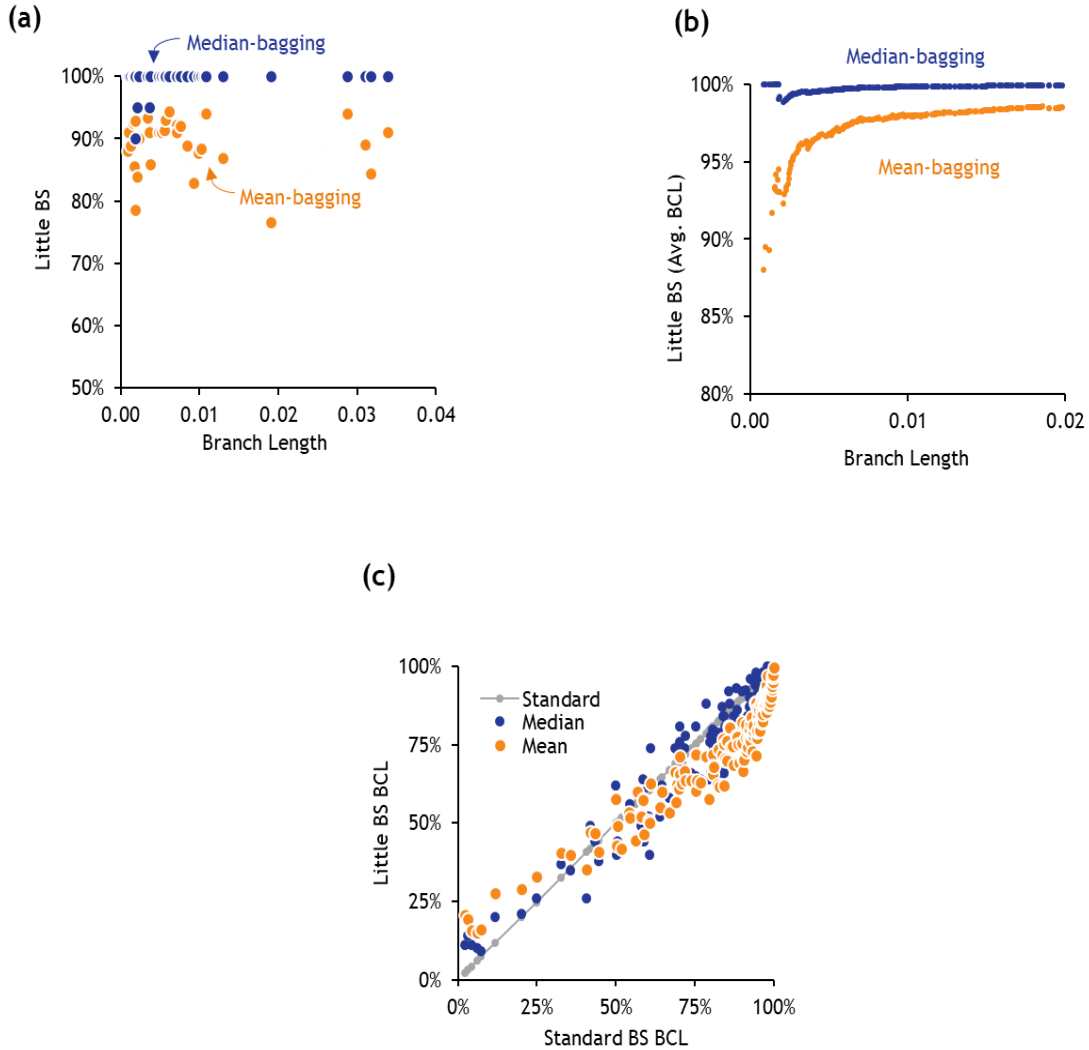 (a)
Median-bagging
100%
90%
80%
70%
60%
50%
Little BS
Mean-bagging
0.00 0.01 0.02 0.03 0.04
Branch Length
(b)
Median-bagging
100%
95%
90%
85%
80%
Little BS (Avg. BCL)
Mean-bagging
0.00 0.01 0.02
Branch Length
(c)
100%
75%
50%
25%
0%
Little BS BCL
Standard
Median
Mean
0% 25% 50% 75% 100%
Standard BS BCL